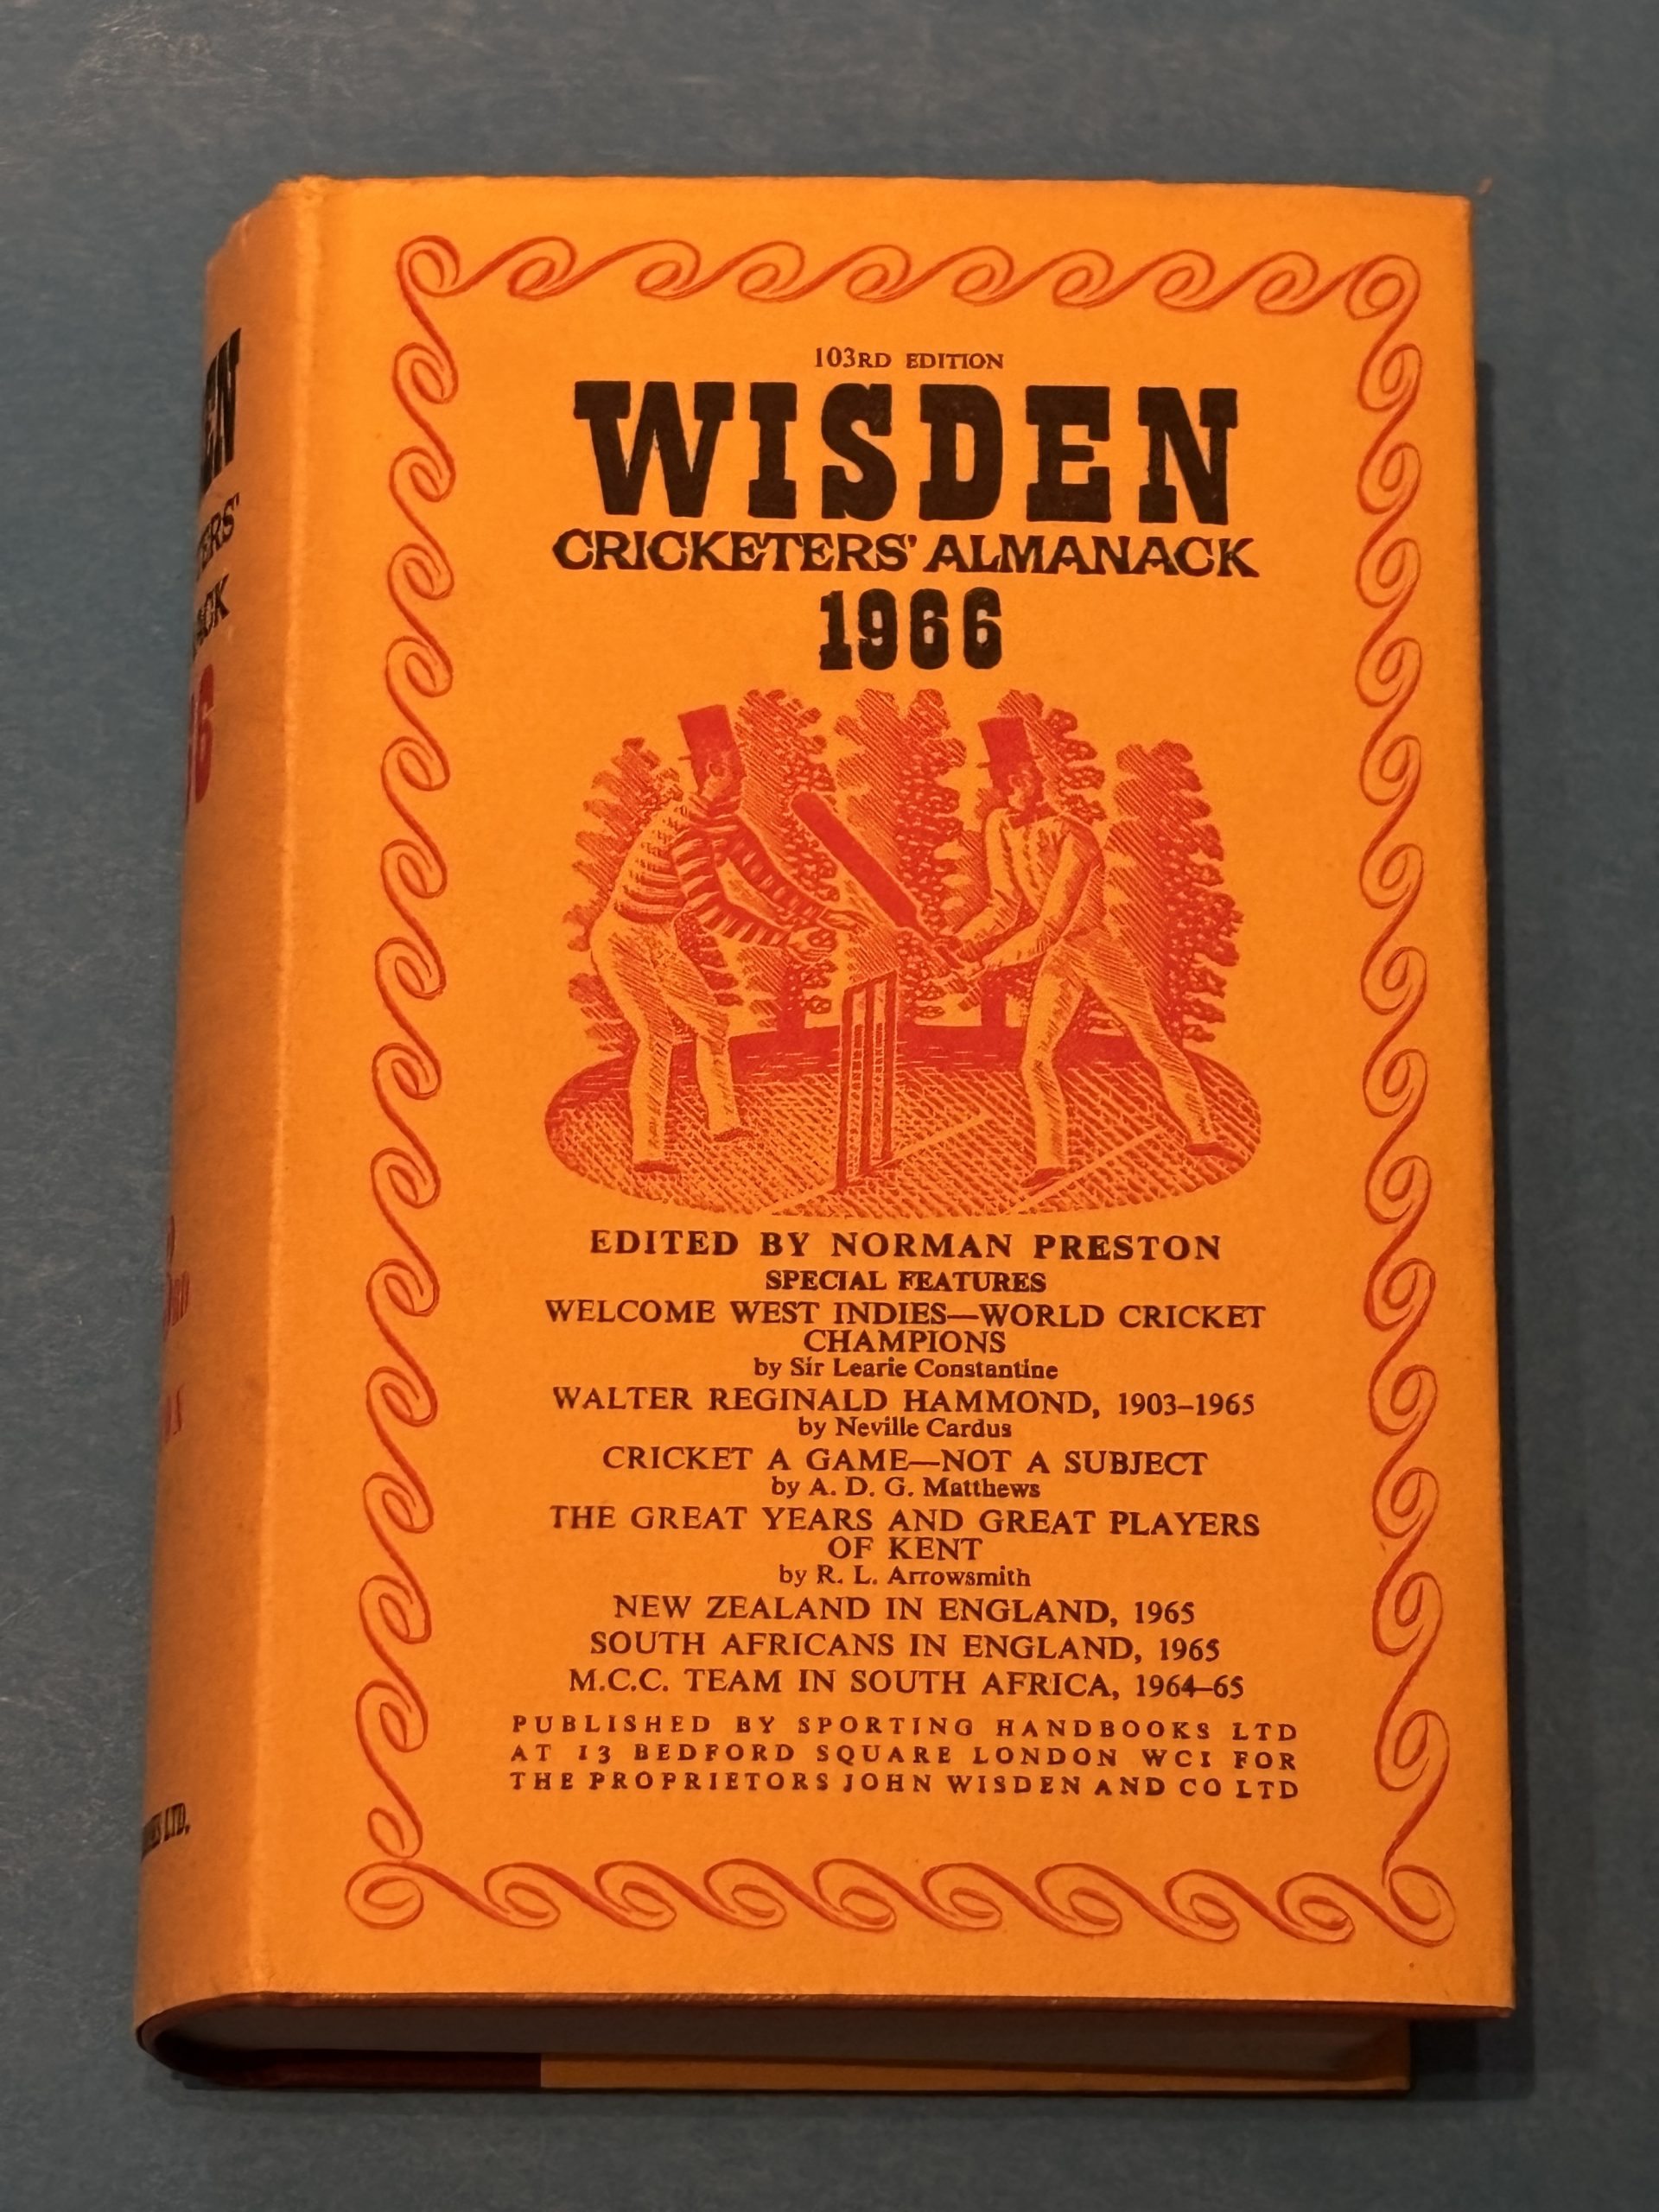 103RD EDITION
WISDEN
CRICKETERS' ALMANACK
1966
EDITED BY NORMAN PRESTON
SPECIAL FEATURES
WELCOME WEST INDIES—WORLD CRICKET
CHAMPIONS
by Sir Learie Constantine
WALTER REGINALD HAMMOND, 1903–1965
by Neville Cardus
CRICKET A GAME—NOT A SUBJECT
by A. D. G. Matthews
THE GREAT YEARS AND GREAT PLAYERS
OF KENT
by R. L. Arrowsmith
NEW ZEALAND IN ENGLAND, 1965
SOUTH AFRICANS IN ENGLAND, 1965
M.C.C. TEAM IN SOUTH AFRICA, 1964–65
PUBLISHED BY SPORTING HANDBOOKS LTD
AT 13 BEDFORD SQUARE LONDON WC1 FOR
THE PROPRIETORS JOHN WISDEN AND CO LTD
LTD.